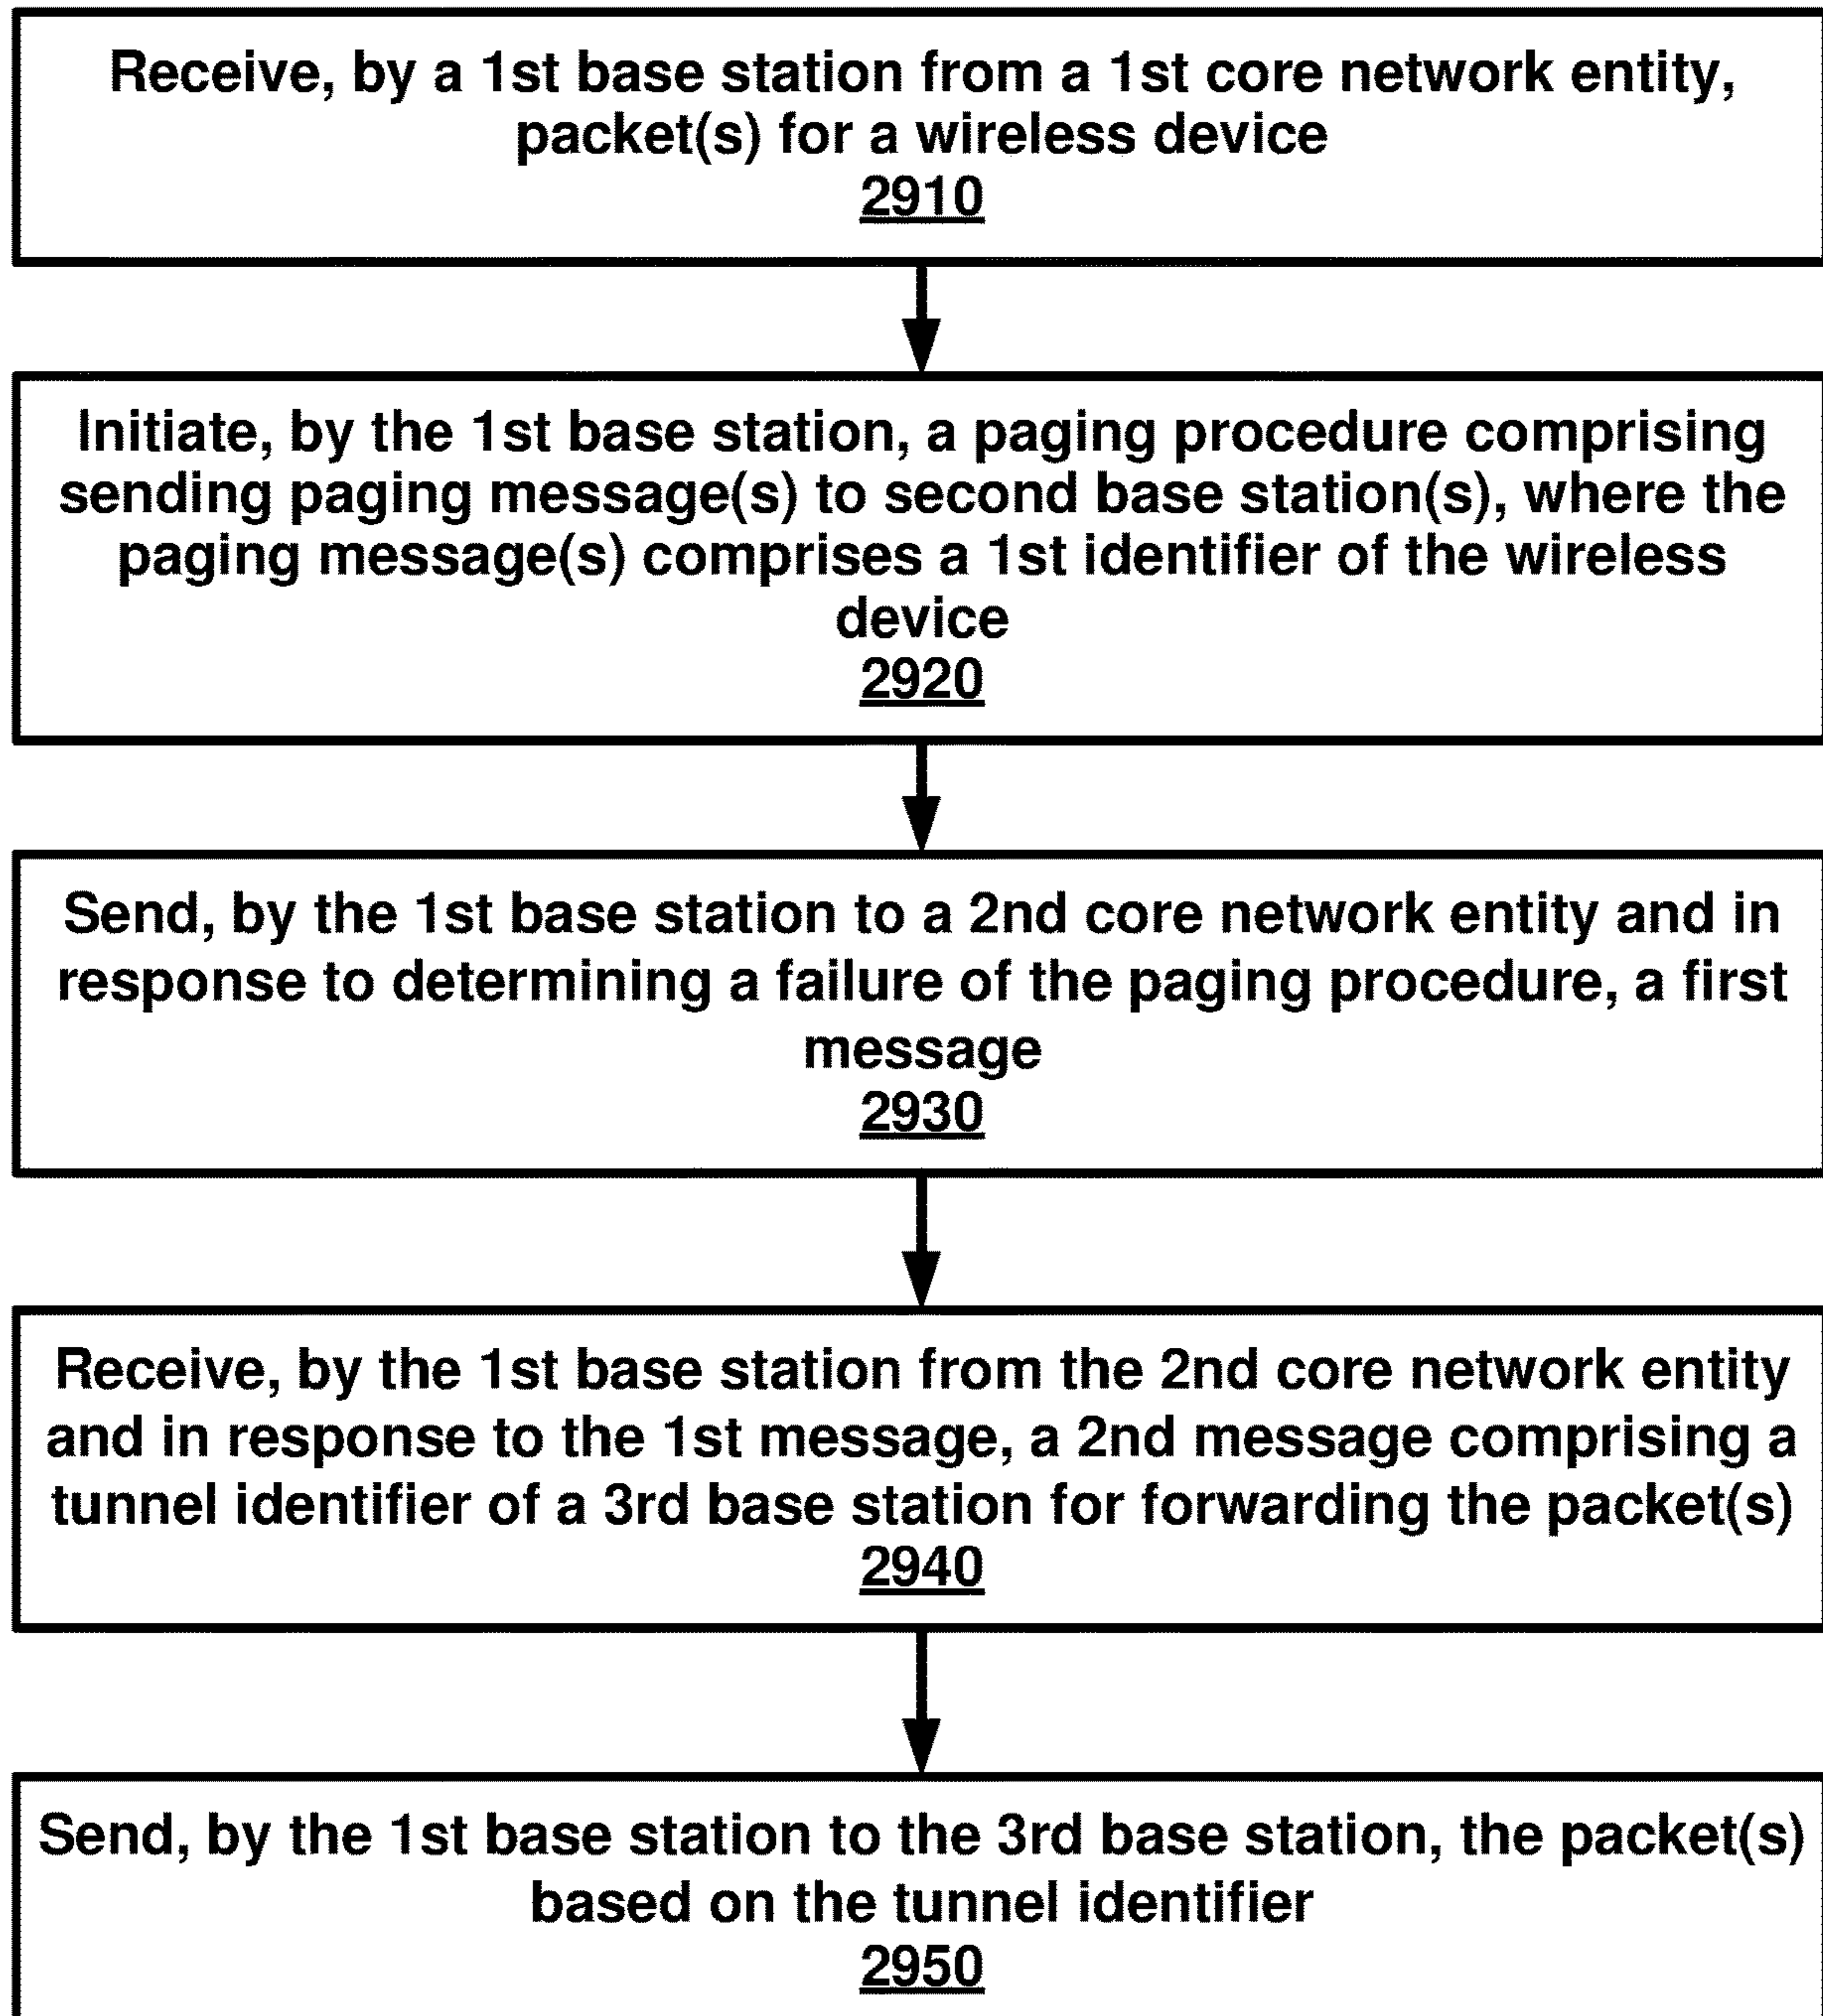 Receive, by a 1st base station from a 1st core network entity,
packet(s) for a wireless device
2910
Initiate, by the 1st base station, a paging procedure comprising
sending paging message(s) to second base station(s), where the
paging message(s) comprises a 1st identifier of the wireless
device
2920
Send, by the 1st base station to a 2nd core network entity and in
response to determining a failure of the paging procedure, a first
message
2930
Receive, by the 1st base station from the 2nd core network entity
and in response to the 1st message, a 2nd message comprising a
tunnel identifier of a 3rd base station for forwarding the packet(s)
2940
Send, by the 1st base station to the 3rd base station, the packet(s)
based on the tunnel identifier
2950